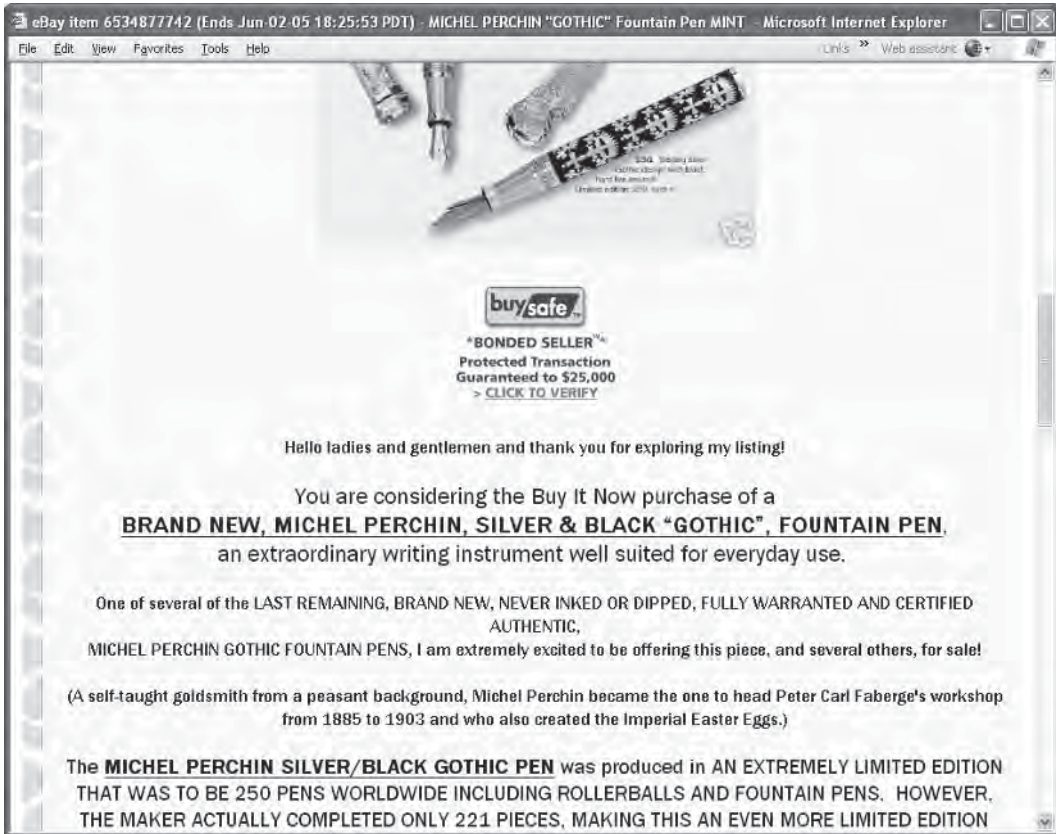 eBay item 6534877742 (Ends Jun-02-05 18:25:53 PDT) - MICHEL PERCHIN "GOTHIC" Fountain Pen MINT - Microsoft Internet Explorer
File Edit View Favorites Tools Help Links » Web assistant
Limited edition
buy safe
"BONDED SELLER™"
Protected Transaction
Guaranteed to $25,000
> CLICK TO VERIFY
Hello ladies and gentlemen and thank you for exploring my listing!
You are considering the Buy It Now purchase of a
BRAND NEW, MICHEL PERCHIN, SILVER & BLACK "GOTHIC", FOUNTAIN PEN,
an extraordinary writing instrument well suited for everyday use.
One of several of the LAST REMAINING, BRAND NEW, NEVER INKED OR DIPPED, FULLY WARRANTED AND CERTIFIED
AUTHENTIC,
MICHEL PERCHIN GOTHIC FOUNTAIN PENS, I am extremely excited to be offering this piece, and several others, for sale!
(A self-taught goldsmith from a peasant background, Michel Perchin became the one to head Peter Carl Faberge's workshop
from 1885 to 1903 and who also created the Imperial Easter Eggs.)
The MICHEL PERCHIN SILVER/BLACK GOTHIC PEN was produced in AN EXTREMELY LIMITED EDITION
THAT WAS TO BE 250 PENS WORLDWIDE INCLUDING ROLLERBALLS AND FOUNTAIN PENS. HOWEVER,
THE MAKER ACTUALLY COMPLETED ONLY 221 PIECES, MAKING THIS AN EVEN MORE LIMITED EDITION